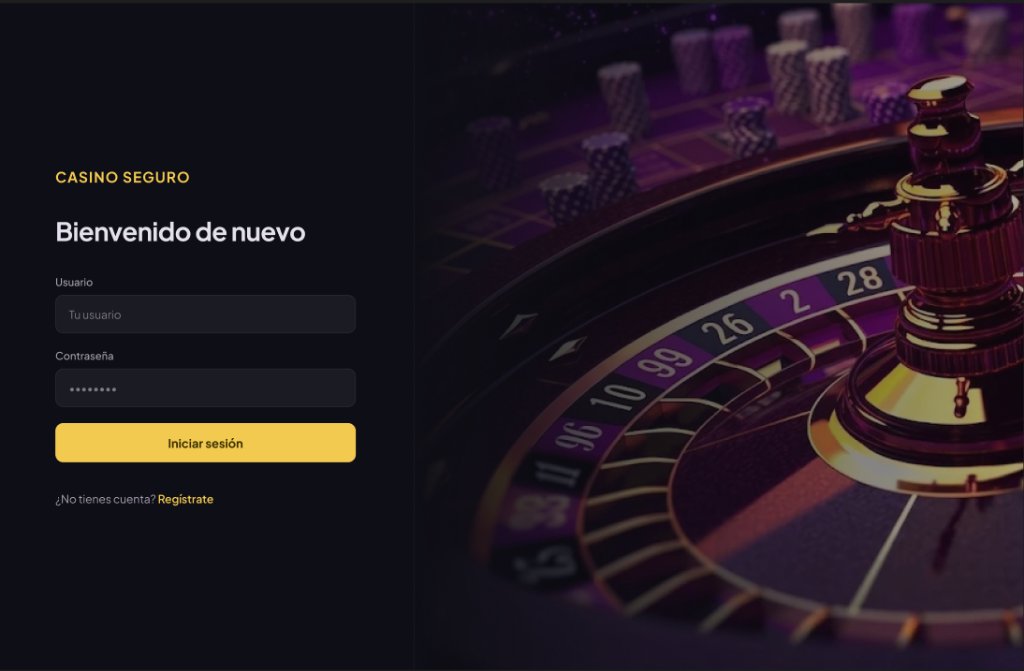 CASINO SEGURO
Bienvenido de nuevo
Usuario
Tu usuario
Contraseña
••••••••
Iniciar sesión
¿No tienes cuenta? Regístrate
28
2
26
99
10
96
11